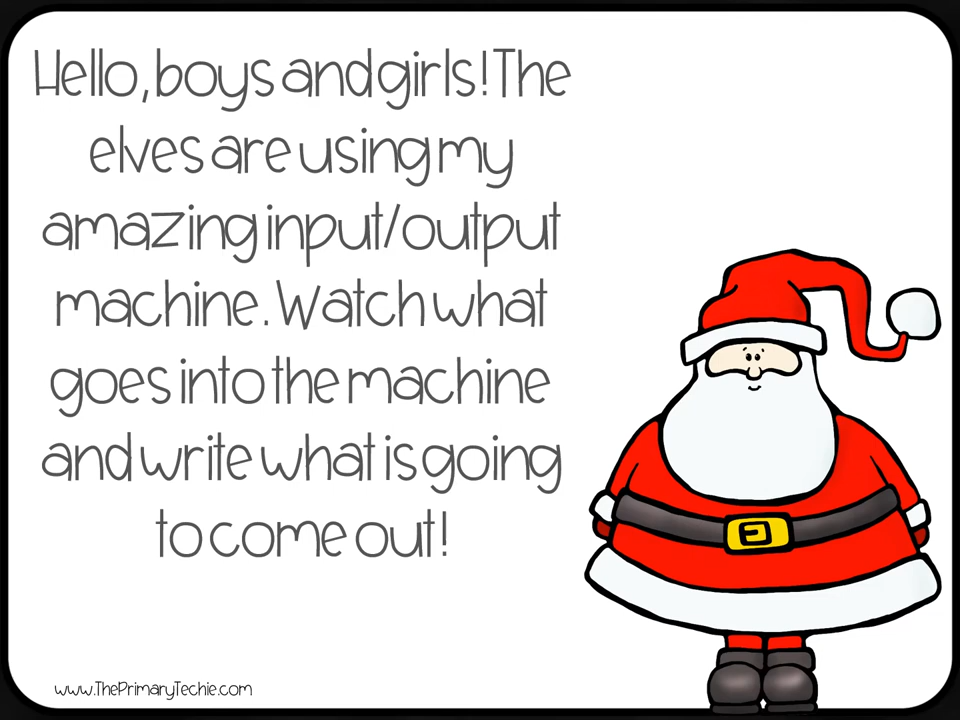 Hello, boys and girls! The
elves are using my
amazing input/output
machine. Watch what
goes into the machine
and write what is going
to come out!
www.ThePrimaryTechie.com